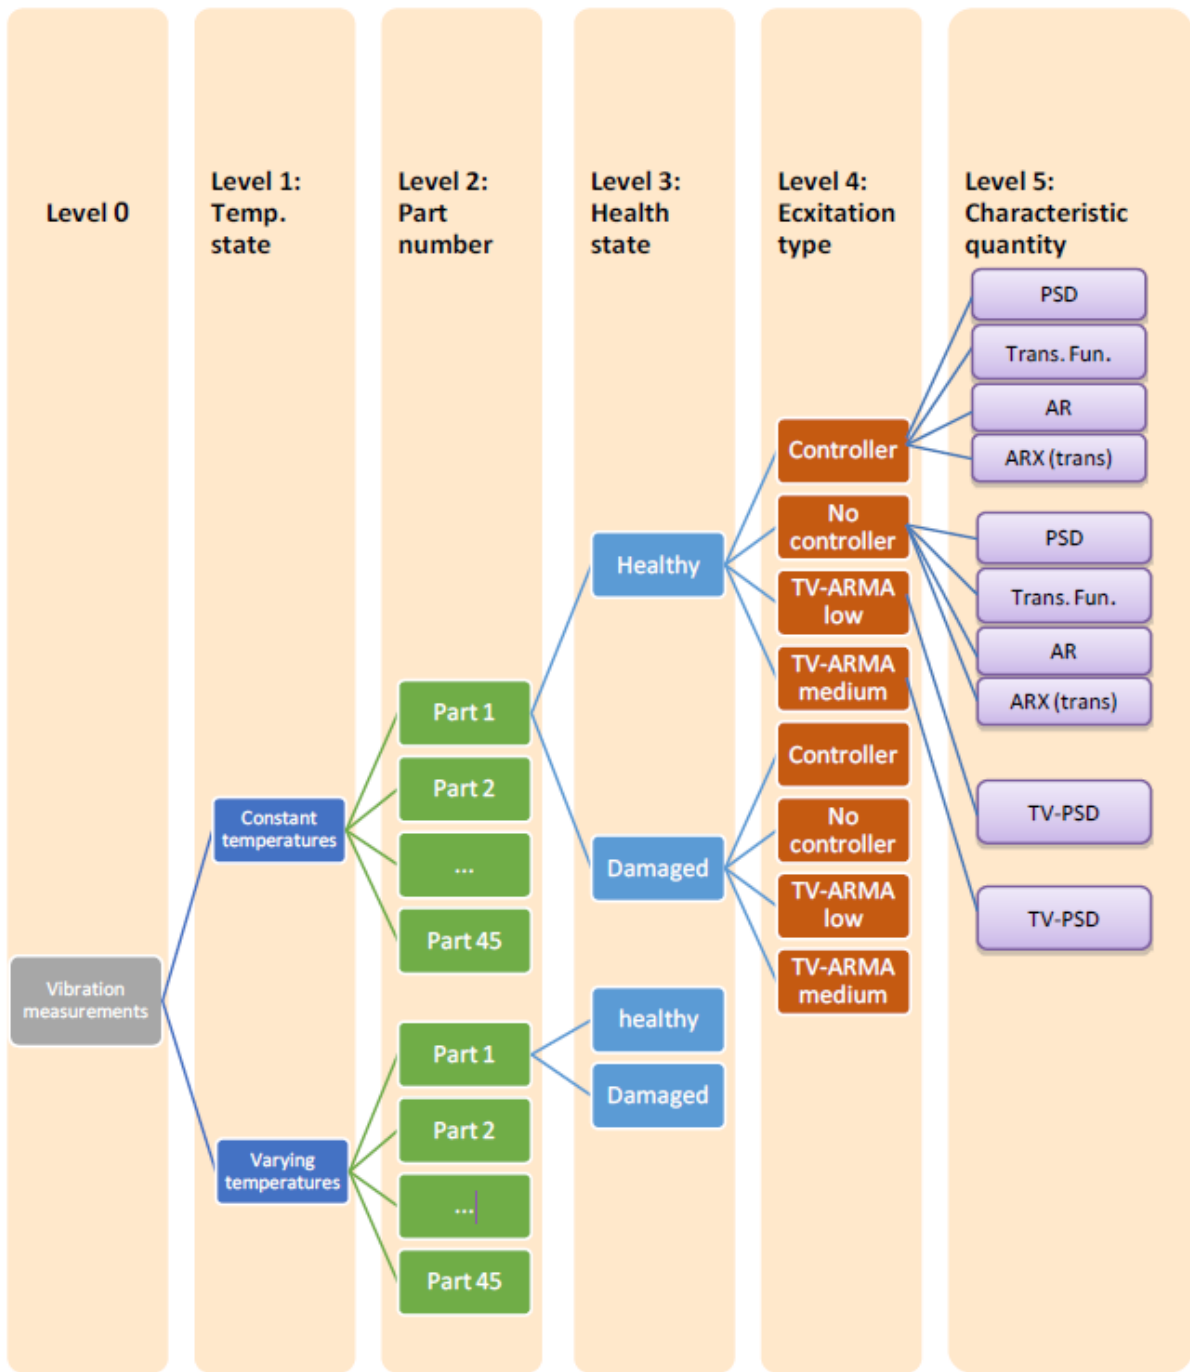 Level 0
Level 1:
Temp.
state
Level 2:
Part
number
Level 3:
Health
state
Level 4:
Ecxitation
type
Level 5:
Characteristic
quantity
Vibration
measurements
Constant
temperatures
Varying
temperatures
Part 1
Part 2
...
Part 45
Part 1
Part 2
...
Part 45
Healthy
Damaged
healthy
Damaged
Controller
No
controller
TV-ARMA
low
TV-ARMA
medium
Controller
No
controller
TV-ARMA
low
TV-ARMA
medium
PSD
Trans. Fun.
AR
ARX (trans)
PSD
Trans. Fun.
AR
ARX (trans)
TV-PSD
TV-PSD